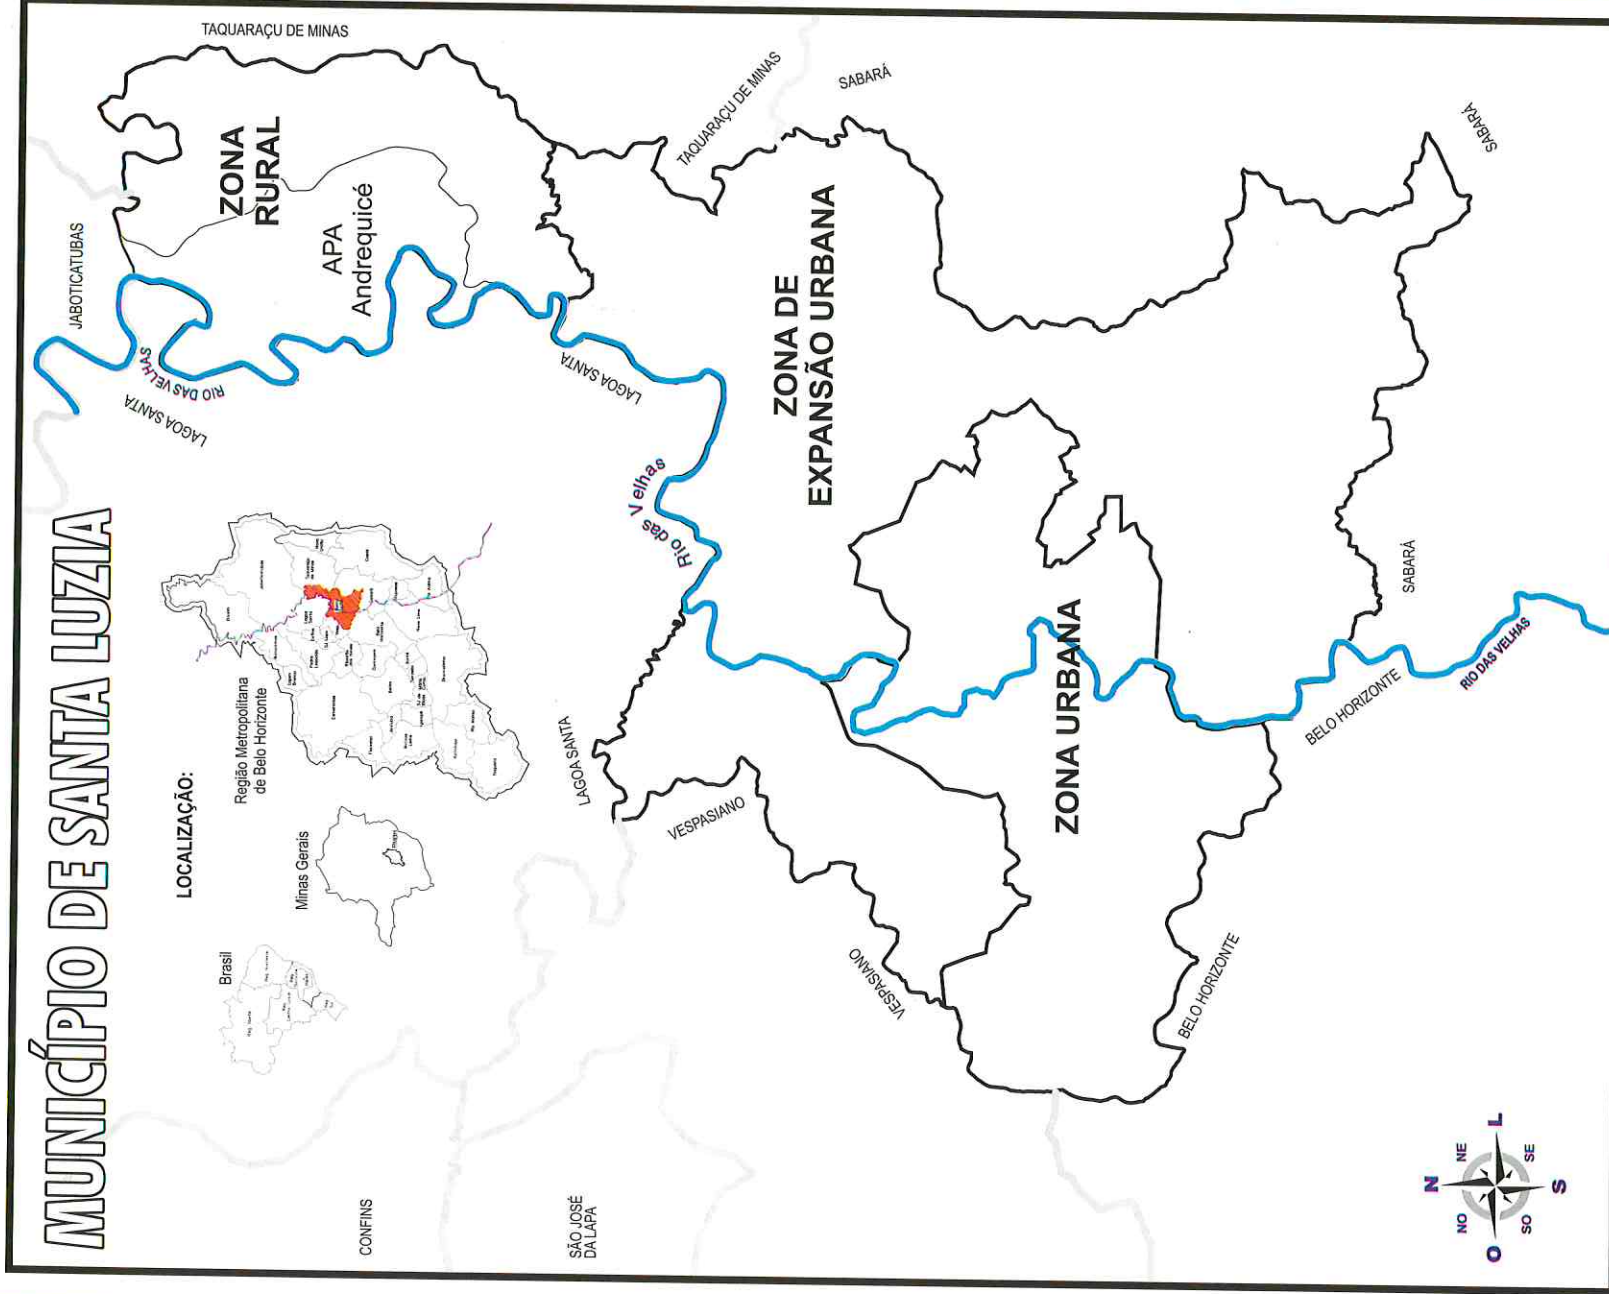 MUNICÍPIO DE SANTA LUZIA
LOCALIZAÇÃO:
Brasil
Minas Gerais
Região Metropolitana
de Belo Horizonte
TAQUARAÇU DE MINAS
JABOTICATUBAS
ZONA
RURAL
APA
Andrequicé
RIO DAS VELHAS
LAGOA SANTA
LAGOA SANTA
TAQUARAÇU DE MINAS
SABARÁ
SABARÁ
ZONA DE
EXPANSÃO URBANA
Rio das Velhas
LAGOA SANTA
VESPASIANO
VESPASIANO
ZONA URBANA
SABARÁ
BELO HORIZONTE
RIO DAS VELHAS
BELO HORIZONTE
CONFINS
SÃO JOSÉ
DA LAPA
N
NE
L
SE
S
SO
O
NO